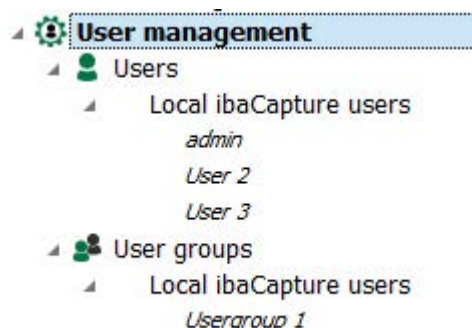 User management
Users
Local ibaCapture users
admin
User 2
User 3
User groups
Local ibaCapture users
Usergroup 1